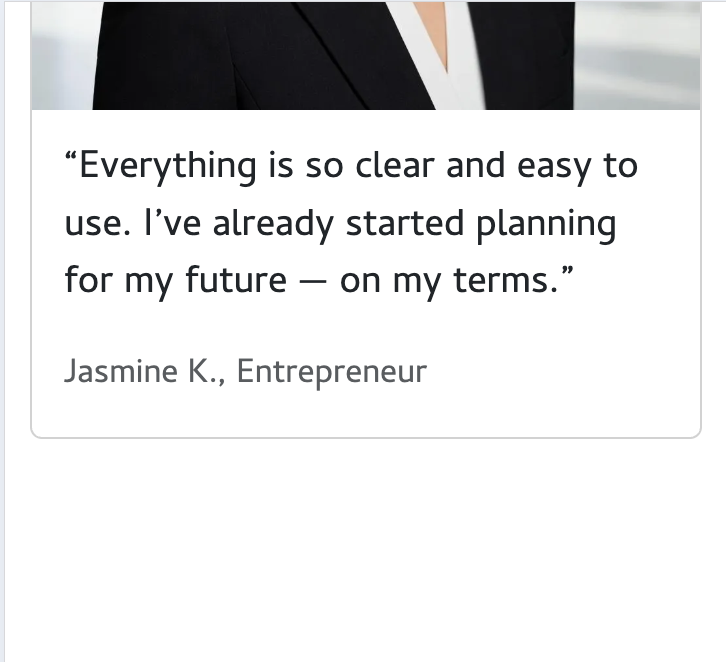 “Everything is so clear and easy to
use. I’ve already started planning
for my future — on my terms.”
Jasmine K., Entrepreneur